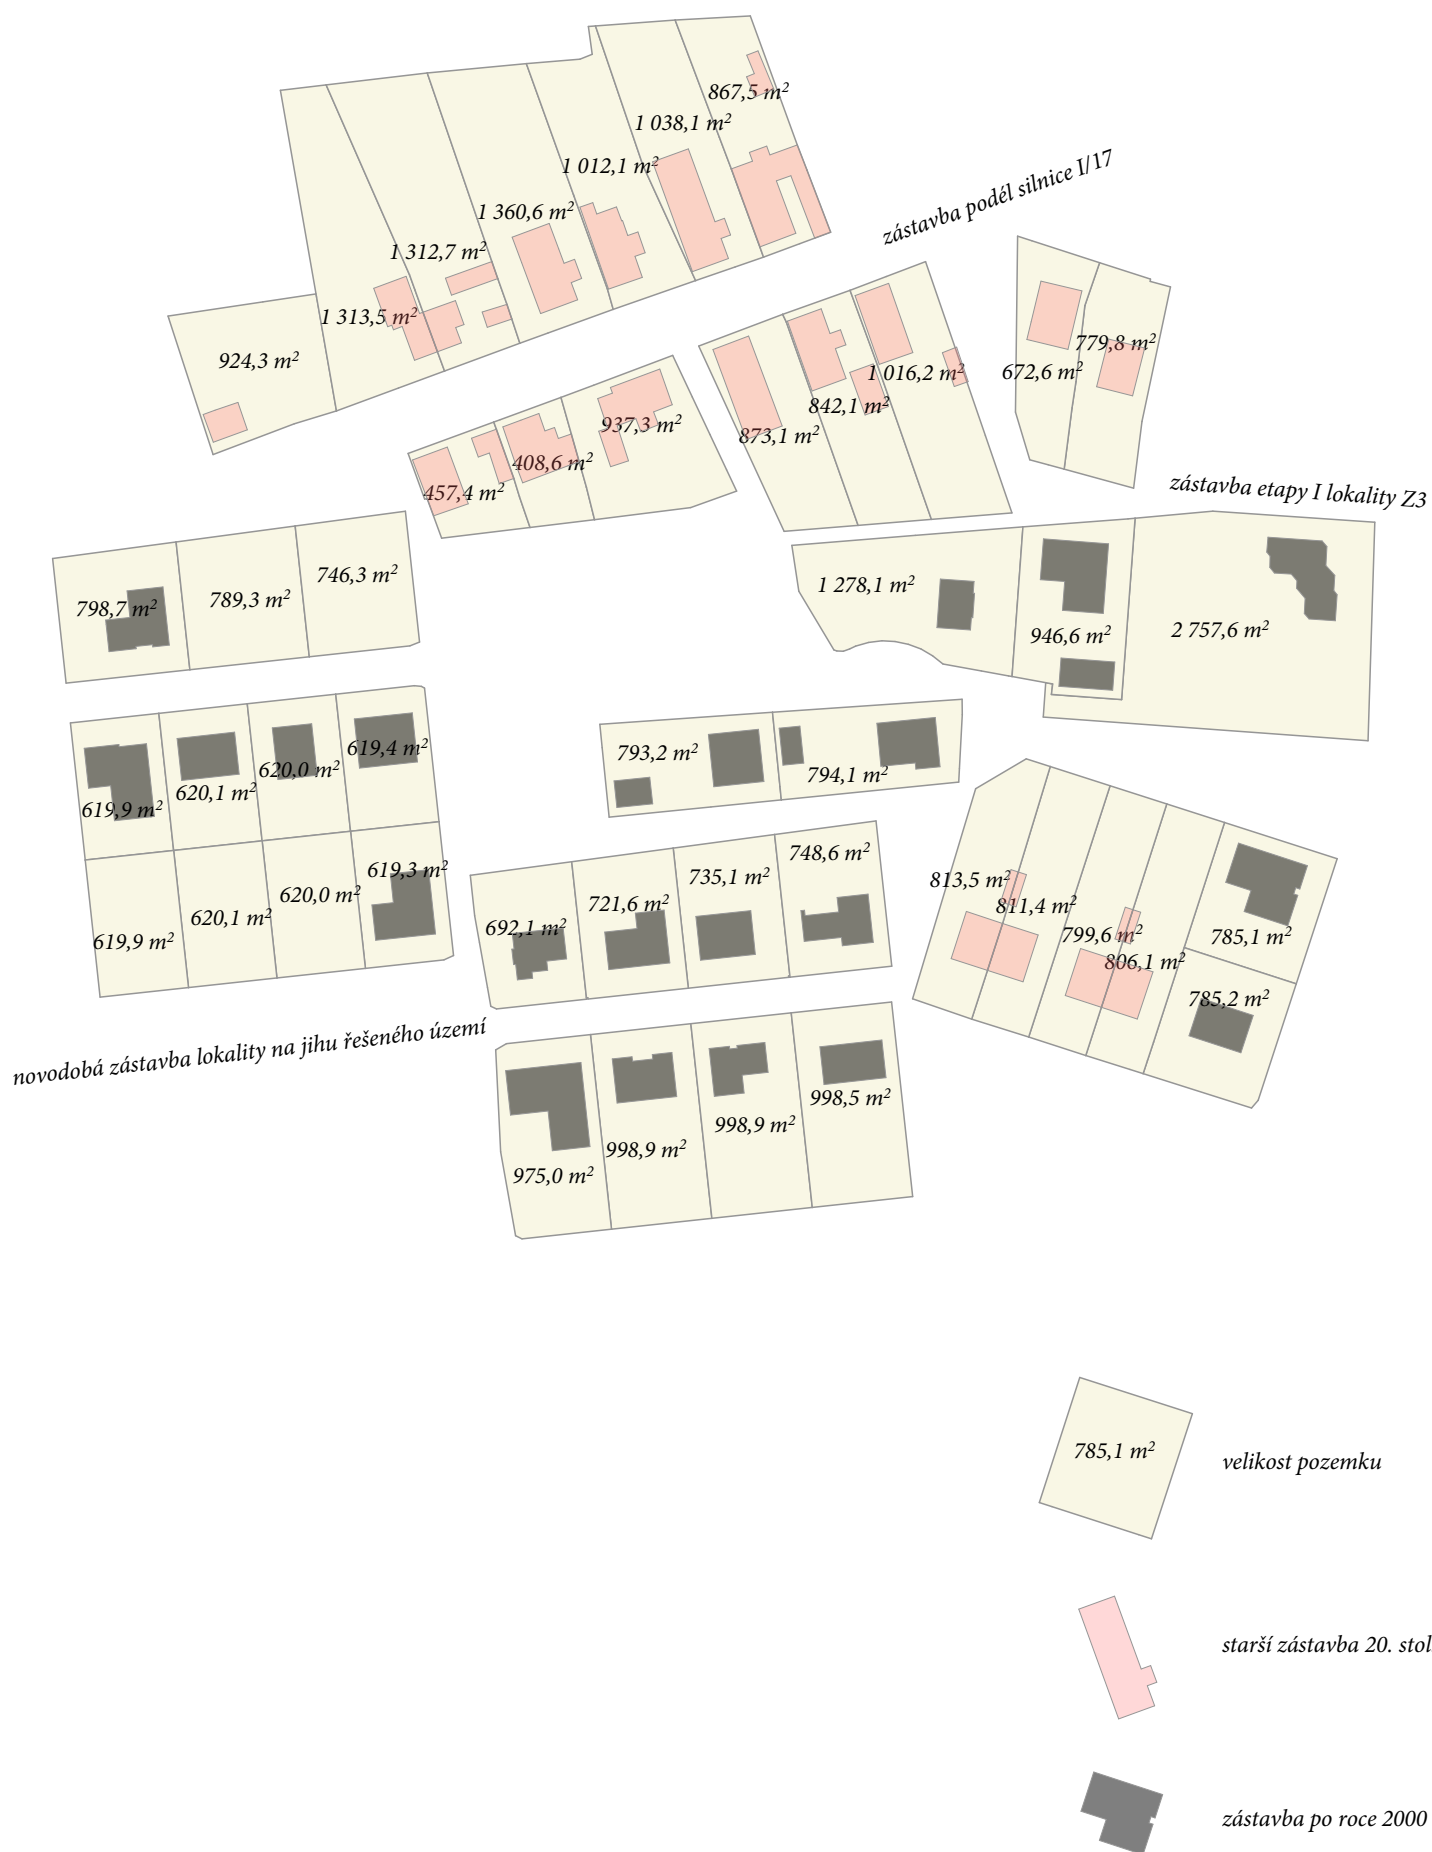 867,5 m²
1 038,1 m²
1 012,1 m²
1 360,6 m²
1 312,7 m²
1 313,5 m²
924,3 m²
zástavba podél silnice I/17
779,8 m²
672,6 m²
1 016,2 m²
842,1 m²
873,1 m²
937,3 m²
408,6 m²
457,4 m²
zástavba etapy I lokality Z3
746,3 m²
789,3 m²
798,7 m²
1 278,1 m²
946,6 m²
2 757,6 m²
619,4 m²
620,0 m²
620,1 m²
619,9 m²
793,2 m²
794,1 m²
619,3 m²
620,0 m²
620,1 m²
619,9 m²
748,6 m²
735,1 m²
721,6 m²
692,1 m²
813,5 m²
811,4 m²
799,6 m²
806,1 m²
785,1 m²
785,2 m²
novodobá zástavba lokality na jihu řešeného území
975,0 m²
998,9 m²
998,9 m²
998,5 m²
785,1 m²
velikost pozemku
starší zástavba 20. stol
zástavba po roce 2000